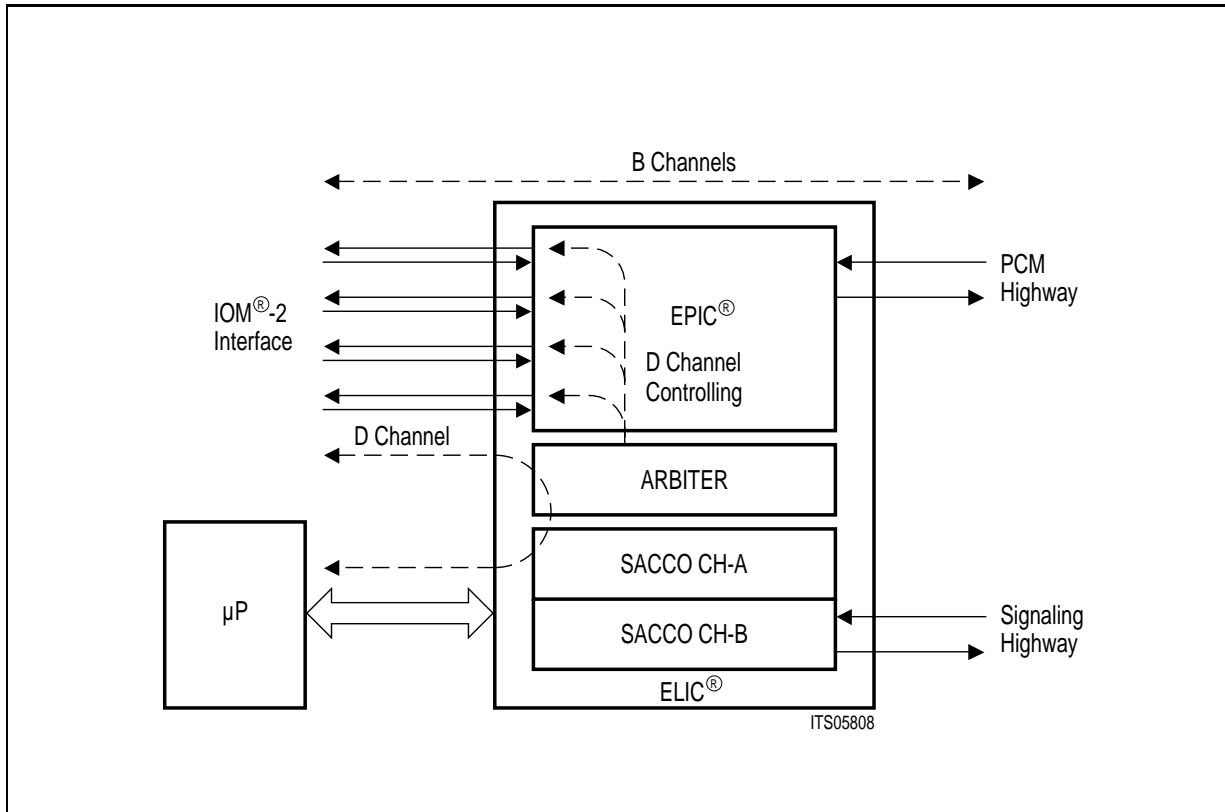 B Channels
IOM®-2
Interface
EPIC®
D Channel
Controlling
PCM
Highway
D Channel
ARBITER
SACCO CH-A
SACCO CH-B
µP
Signaling
Highway
ELIC®
ITS05808